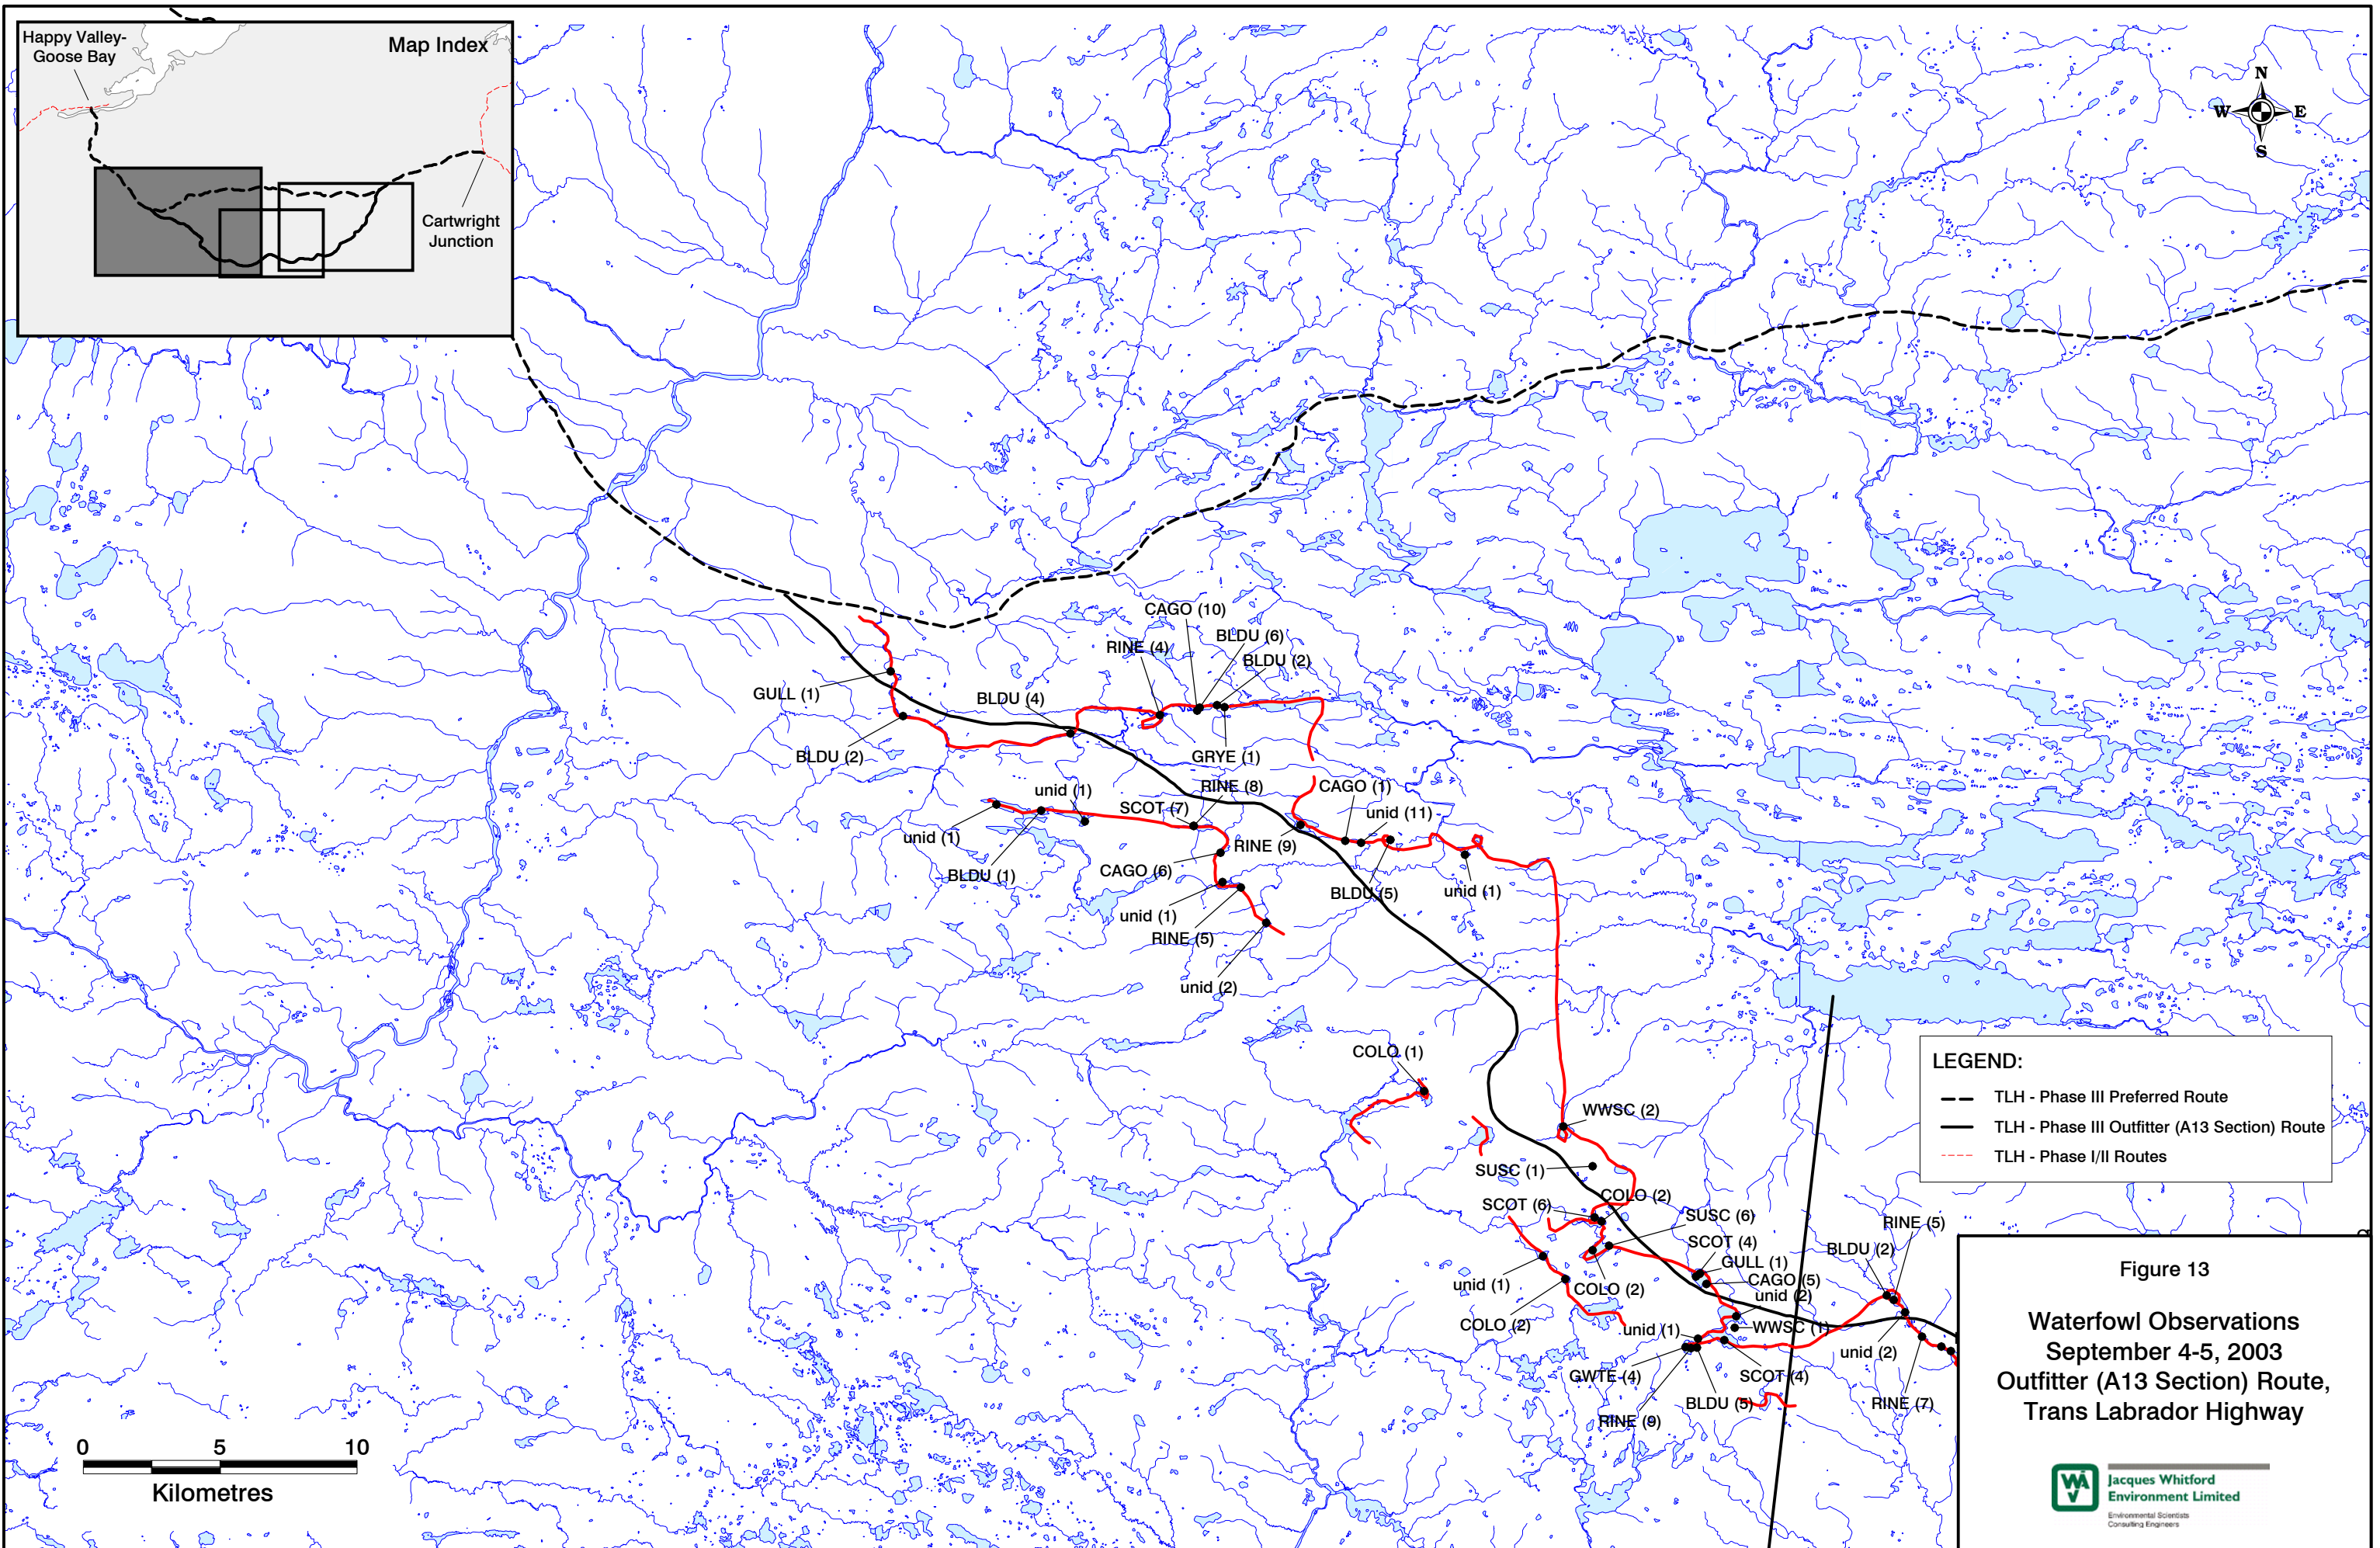 Happy Valley-
Goose Bay
Map Index
Cartwright
Junction
N
W E
S
CAGO (10)
BLDU (6)
RINE (4)
BLDU (2)
GULL (1)
BLDU (4)
BLDU (2)
GRYE (1)
unid (1)
RINE (8)
CAGO (1)
SCOT (7)
unid (11)
unid (1)
RINE (9)
BLDU (1)
CAGO (6)
BLDU (5)
unid (1)
unid (1)
RINE (5)
unid (2)
COLO (1)
WWSC (2)
SUSC (1)
COLO (2)
SCOT (6)
SUSC (6)
RINE (5)
SCOT (4)
BLDU (2)
GULL (1)
CAGO (5)
unid (1)
COLO (2)
unid (2)
COLO (2)
unid (1)
WWSC (1)
unid (2)
GWTE (4)
SCOT (4)
BLDU (5)
RINE (7)
RINE (9)
LEGEND:
TLH - Phase III Preferred Route
TLH - Phase III Outfitter (A13 Section) Route
TLH - Phase I/II Routes
0 5 10
Kilometres
Figure 13
Waterfowl Observations
September 4-5, 2003
Outfitter (A13 Section) Route,
Trans Labrador Highway
Jacques Whitford
Environment Limited
Environmental Scientists
Consulting Engineers